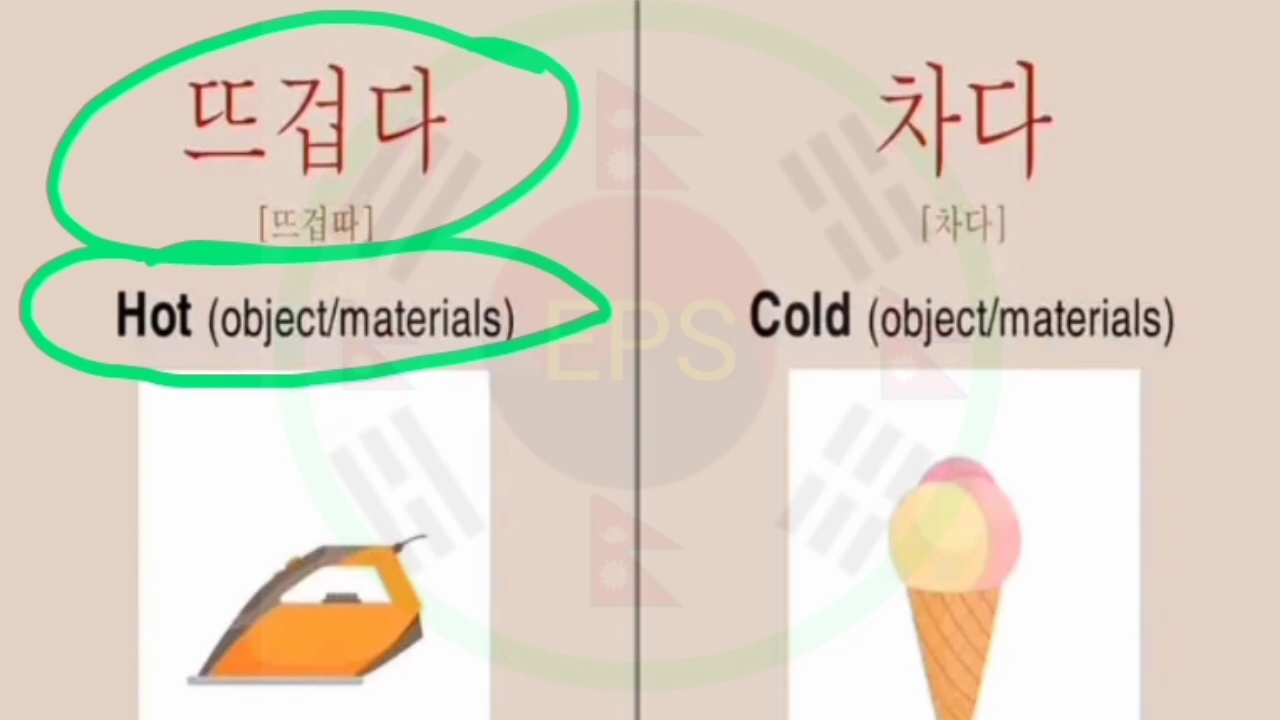 뜨겁다
[뜨겁따]
Hot (object/materials)
차다
[차다]
Cold (object/materials)
EPS